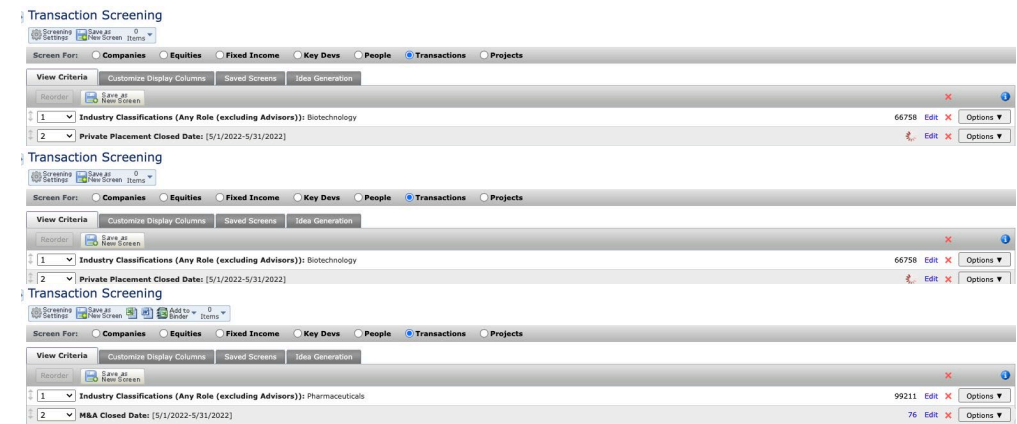 Transaction Screening
Screening Settings Save as New Screen 0 Items
Screen For: Companies Equities Fixed Income Key Devs People Transactions Projects
View Criteria Customize Display Columns Saved Screens Idea Generation
Reorder Save as New Screen
1 Industry Classifications (Any Role (excluding Advisors)): Biotechnology 66758 Edit Options ▼
2 Private Placement Closed Date: [5/1/2022-5/31/2022] Edit Options ▼
Transaction Screening
Screening Settings Save as New Screen 0 Items
Screen For: Companies Equities Fixed Income Key Devs People Transactions Projects
View Criteria Customize Display Columns Saved Screens Idea Generation
Reorder Save as New Screen
1 Industry Classifications (Any Role (excluding Advisors)): Biotechnology 66758 Edit Options ▼
2 Private Placement Closed Date: [5/1/2022-5/31/2022] Edit Options ▼
Transaction Screening
Screening Settings Save as New Screen Add to Binder 0 Items
Screen For: Companies Equities Fixed Income Key Devs People Transactions Projects
View Criteria Customize Display Columns Saved Screens Idea Generation
Reorder Save as New Screen
1 Industry Classifications (Any Role (excluding Advisors)): Pharmaceuticals 99211 Edit Options ▼
2 M&A Closed Date: [5/1/2022-5/31/2022] 76 Edit Options ▼